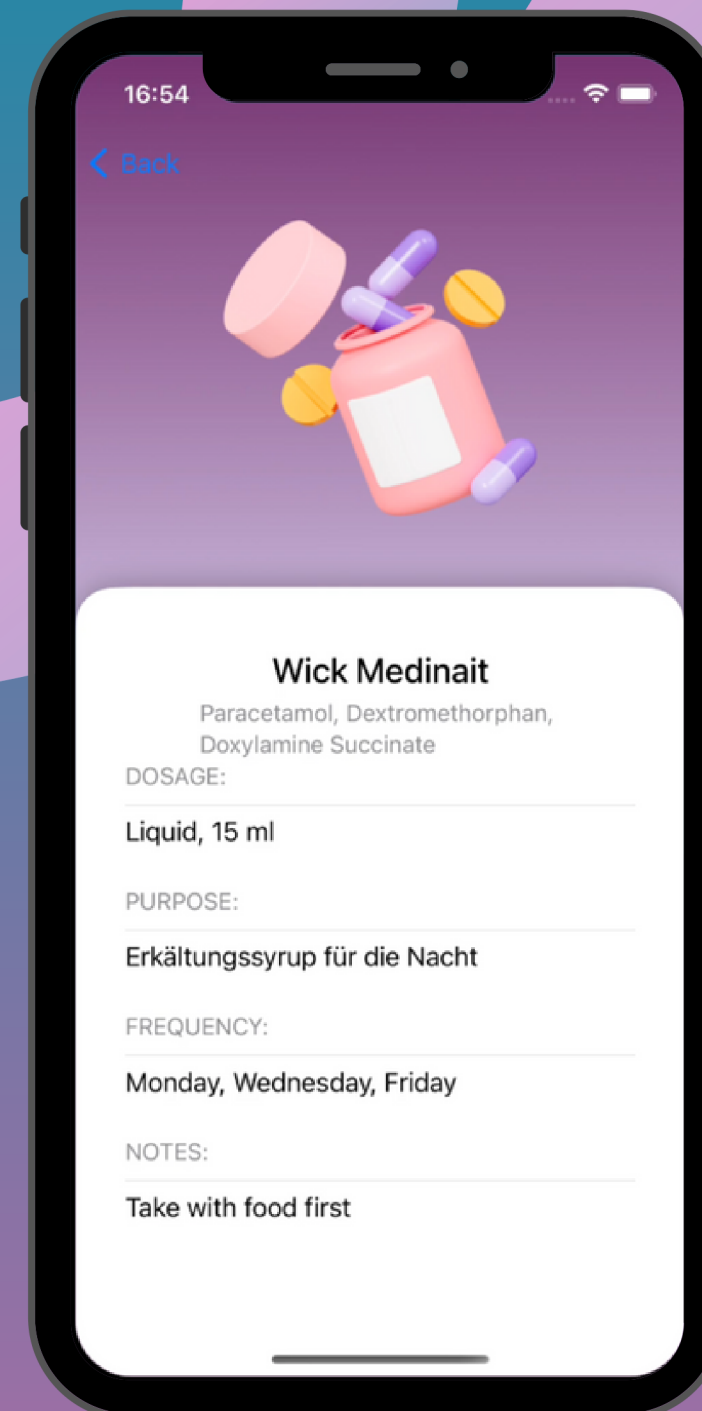 16:54
Back
Wick Medinait
Paracetamol, Dextromethorphan,
Doxylamine Succinate
DOSAGE:
Liquid, 15 ml
PURPOSE:
Erkältungssyrup für die Nacht
FREQUENCY:
Monday, Wednesday, Friday
NOTES:
Take with food first